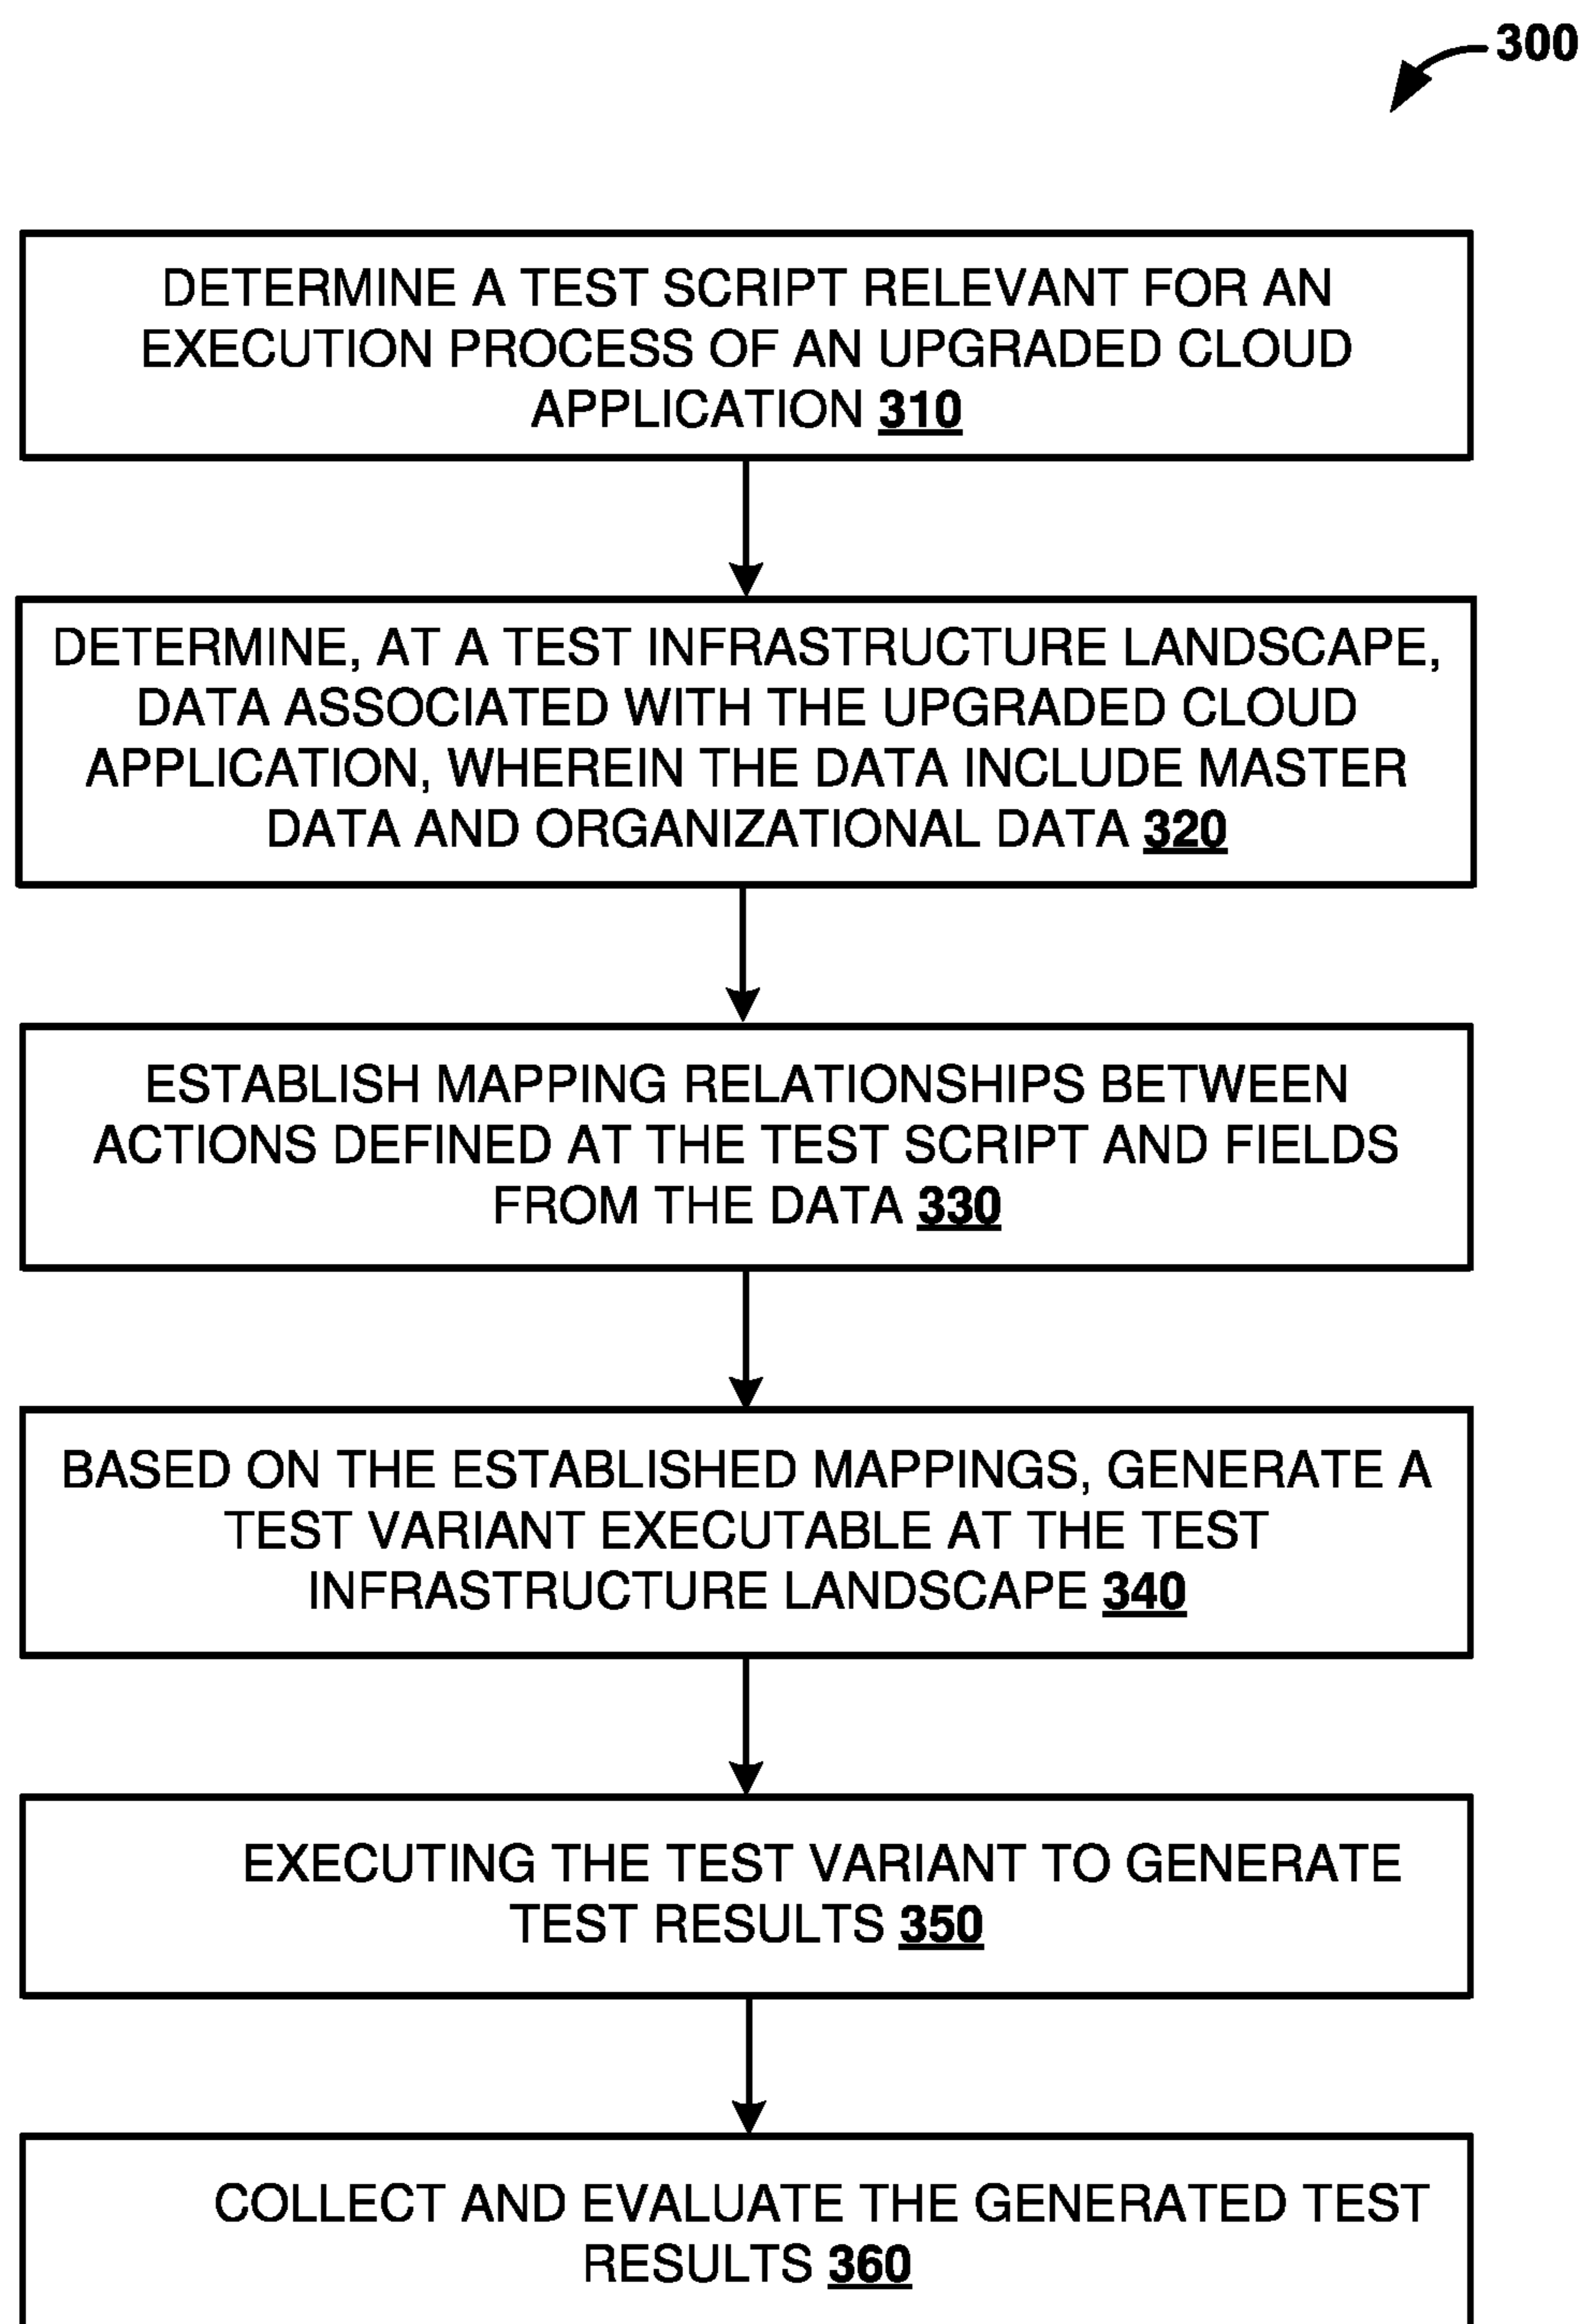 300
DETERMINE A TEST SCRIPT RELEVANT FOR AN
EXECUTION PROCESS OF AN UPGRADED CLOUD
APPLICATION 310
DETERMINE, AT A TEST INFRASTRUCTURE LANDSCAPE,
DATA ASSOCIATED WITH THE UPGRADED CLOUD
APPLICATION, WHEREIN THE DATA INCLUDE MASTER
DATA AND ORGANIZATIONAL DATA 320
ESTABLISH MAPPING RELATIONSHIPS BETWEEN
ACTIONS DEFINED AT THE TEST SCRIPT AND FIELDS
FROM THE DATA 330
BASED ON THE ESTABLISHED MAPPINGS, GENERATE A
TEST VARIANT EXECUTABLE AT THE TEST
INFRASTRUCTURE LANDSCAPE 340
EXECUTING THE TEST VARIANT TO GENERATE
TEST RESULTS 350
COLLECT AND EVALUATE THE GENERATED TEST
RESULTS 360